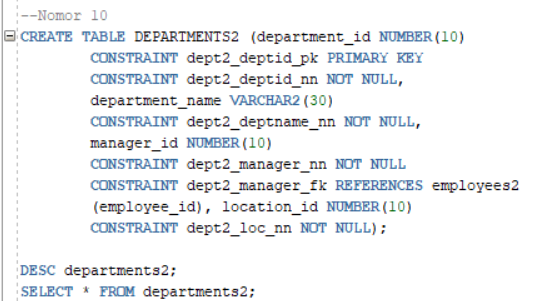 --Nomor 10
CREATE TABLE DEPARTMENTS2 (department_id NUMBER(10)
CONSTRAINT dept2_deptid_pk PRIMARY KEY
CONSTRAINT dept2_deptid_nn NOT NULL,
department_name VARCHAR2(30)
CONSTRAINT dept2_deptname_nn NOT NULL,
manager_id NUMBER(10)
CONSTRAINT dept2_manager_nn NOT NULL
CONSTRAINT dept2_manager_fk REFERENCES employees2
(employee_id), location_id NUMBER(10)
CONSTRAINT dept2_loc_nn NOT NULL);
DESC departments2;
SELECT * FROM departments2;